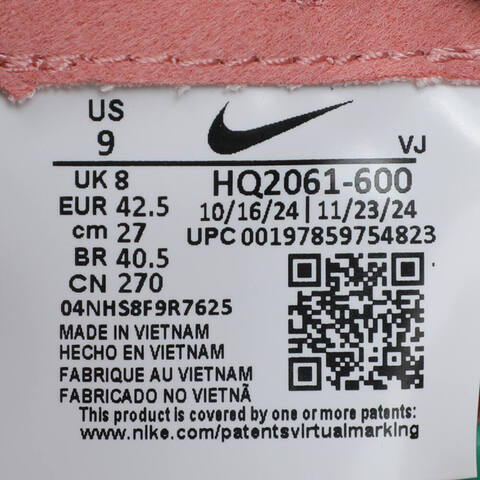 US
9
VJ
UK 8
EUR 42.5
cm 27
BR 40.5
CN 270
HQ2061-600
10/16/24 | 11/23/24
UPC 00197859754823
04NHS8F9R7625
MADE IN VIETNAM
HECHO EN VIETNAM
FABRIQUE AU VIETNAM
FABRICADO NO VIETNÃ
This product is covered by one or more patents:
www.nike.com/patentsvirtualmarking